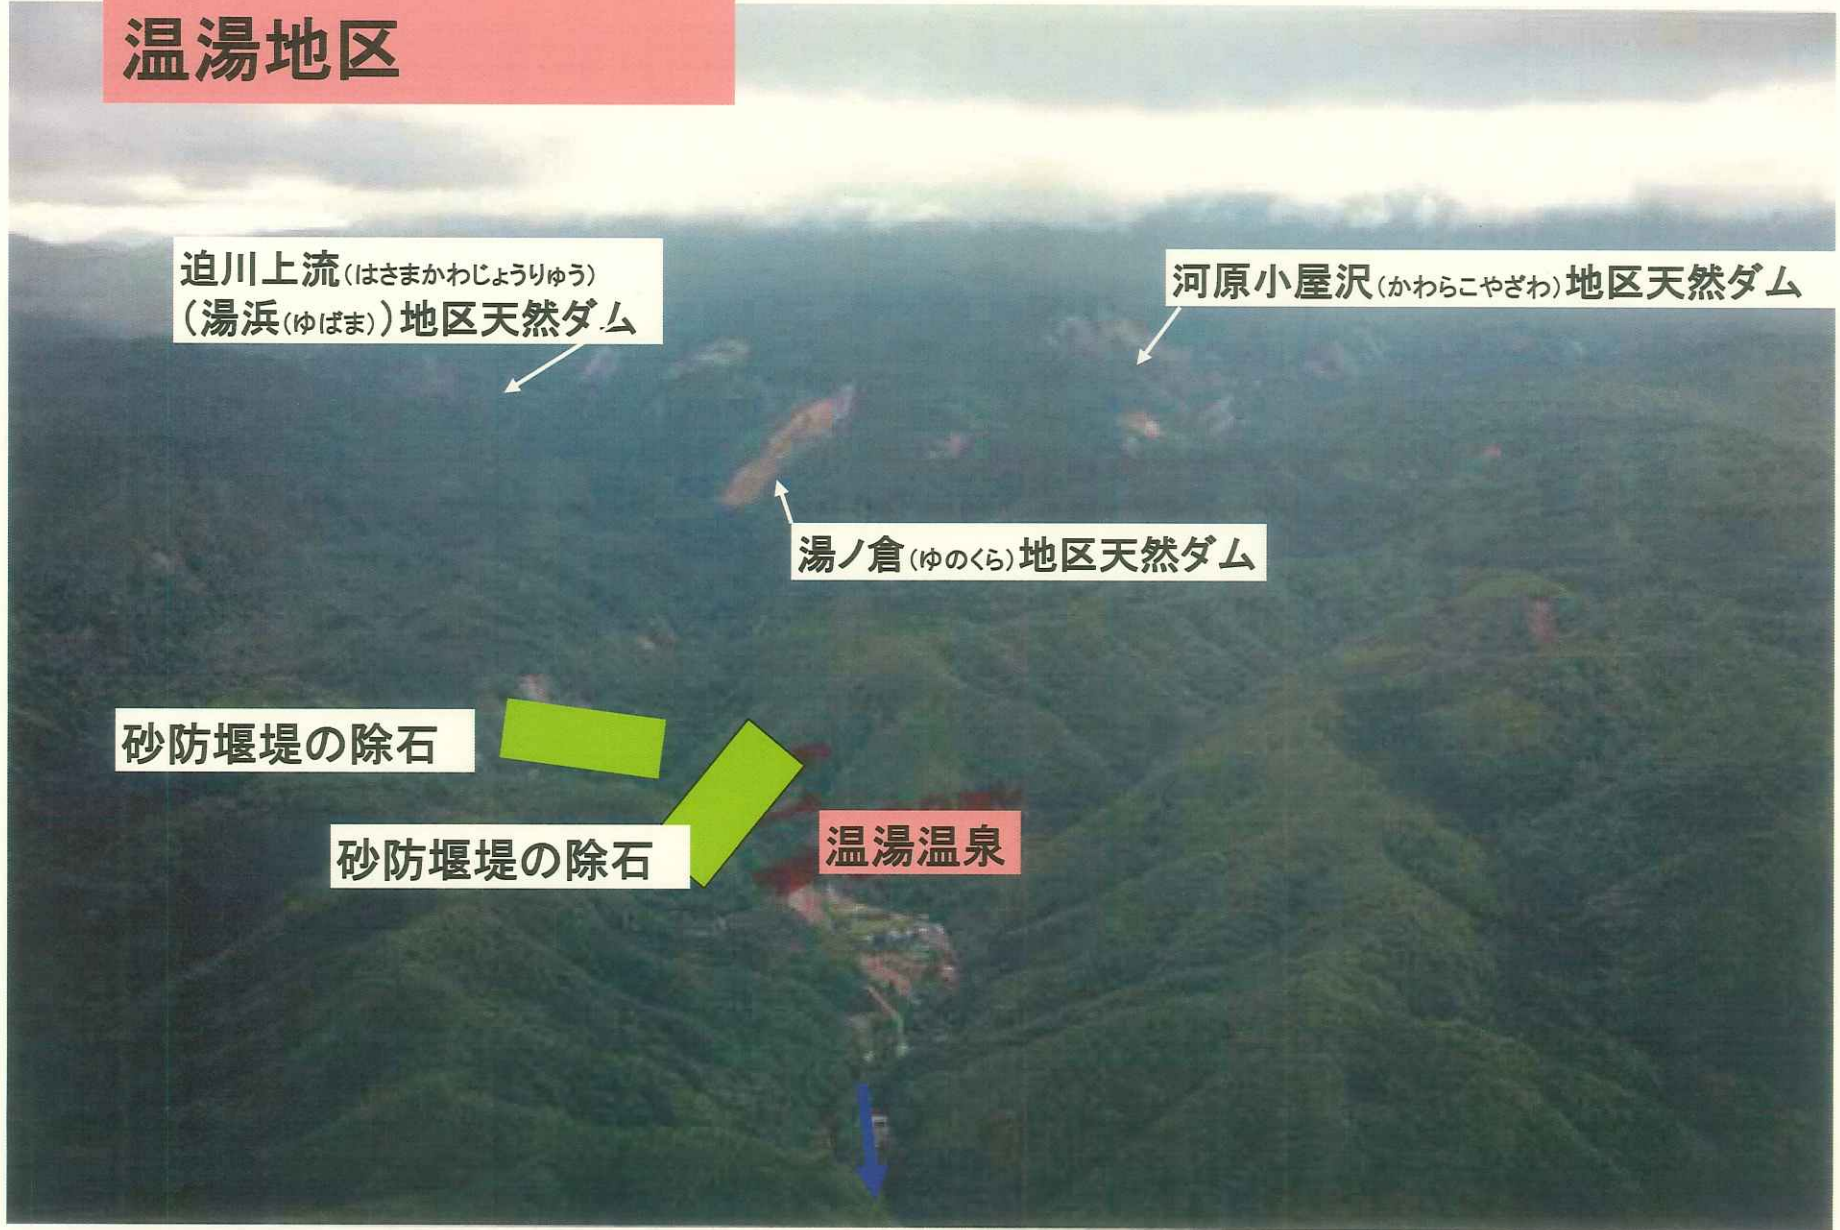 温湯地区
迫川上流(はさまかわじょうりゅう)
(湯浜(ゆばま))地区天然ダム
河原小屋沢(かわらこやざわ)地区天然ダム
湯ノ倉(ゆのくら)地区天然ダム
砂防堰堤の除石
砂防堰堤の除石
温湯温泉